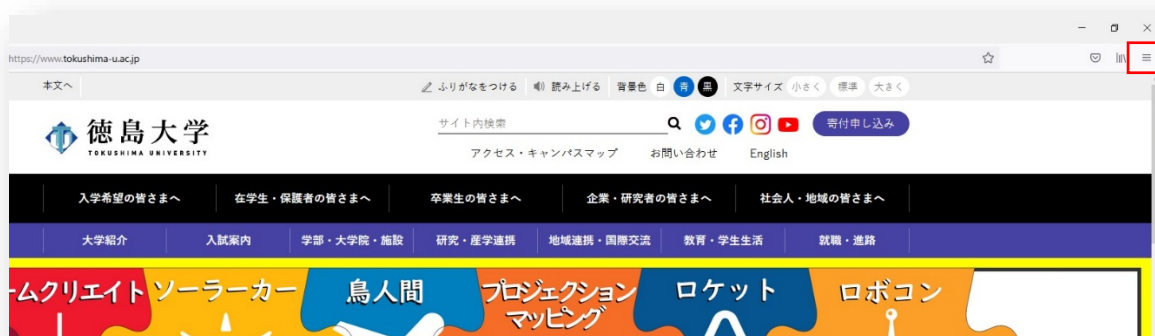 https://www.tokushima-u.ac.jp
本文へ
ふりがなをつける 読み上げる 背景色 白 青 黒 文字サイズ 小さく 標準 大きく
徳島大学
TOKUSHIMA UNIVERSITY
サイト内検索
寄付申し込み
アクセス・キャンパスマップ お問い合わせ English
入学希望の皆さまへ 在学生・保護者の皆さまへ 卒業生の皆さまへ 企業・研究者の皆さまへ 社会人・地域の皆さまへ
大学紹介 入試案内 学部・大学院・施設 研究・産学連携 地域連携・国際交流 教育・学生生活 就職・進路
ームクリエイト ソーラーカー 鳥人間 プロジェクション ロケット ロボコン
マッピング